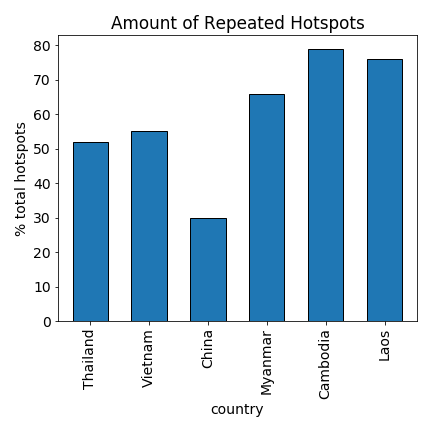 Amount of Repeated Hotspots
80
70
60
50
40
30
20
10
0
% total hotspots
Thailand
Vietnam
China
Myanmar
Cambodia
Laos
country